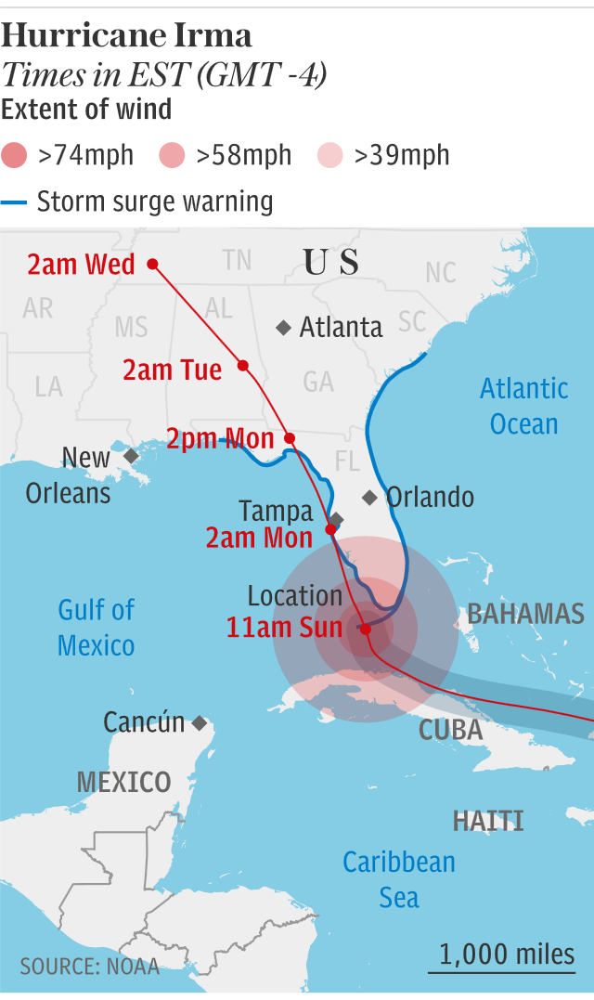 Hurricane Irma
Times in EST (GMT -4)
Extent of wind
>74mph
>58mph
>39mph
Storm surge warning
2am Wed
TN
U S
NC
AR
MS
AL
Atlanta
SC
2am Tue
LA
GA
Atlantic
Ocean
2pm Mon
New
Orleans
FL
Orlando
Tampa
2am Mon
Location
11am Sun
Gulf of
Mexico
BAHAMAS
Cancún
CUBA
MEXICO
HAITI
Caribbean
Sea
SOURCE: NOAA
1,000 miles